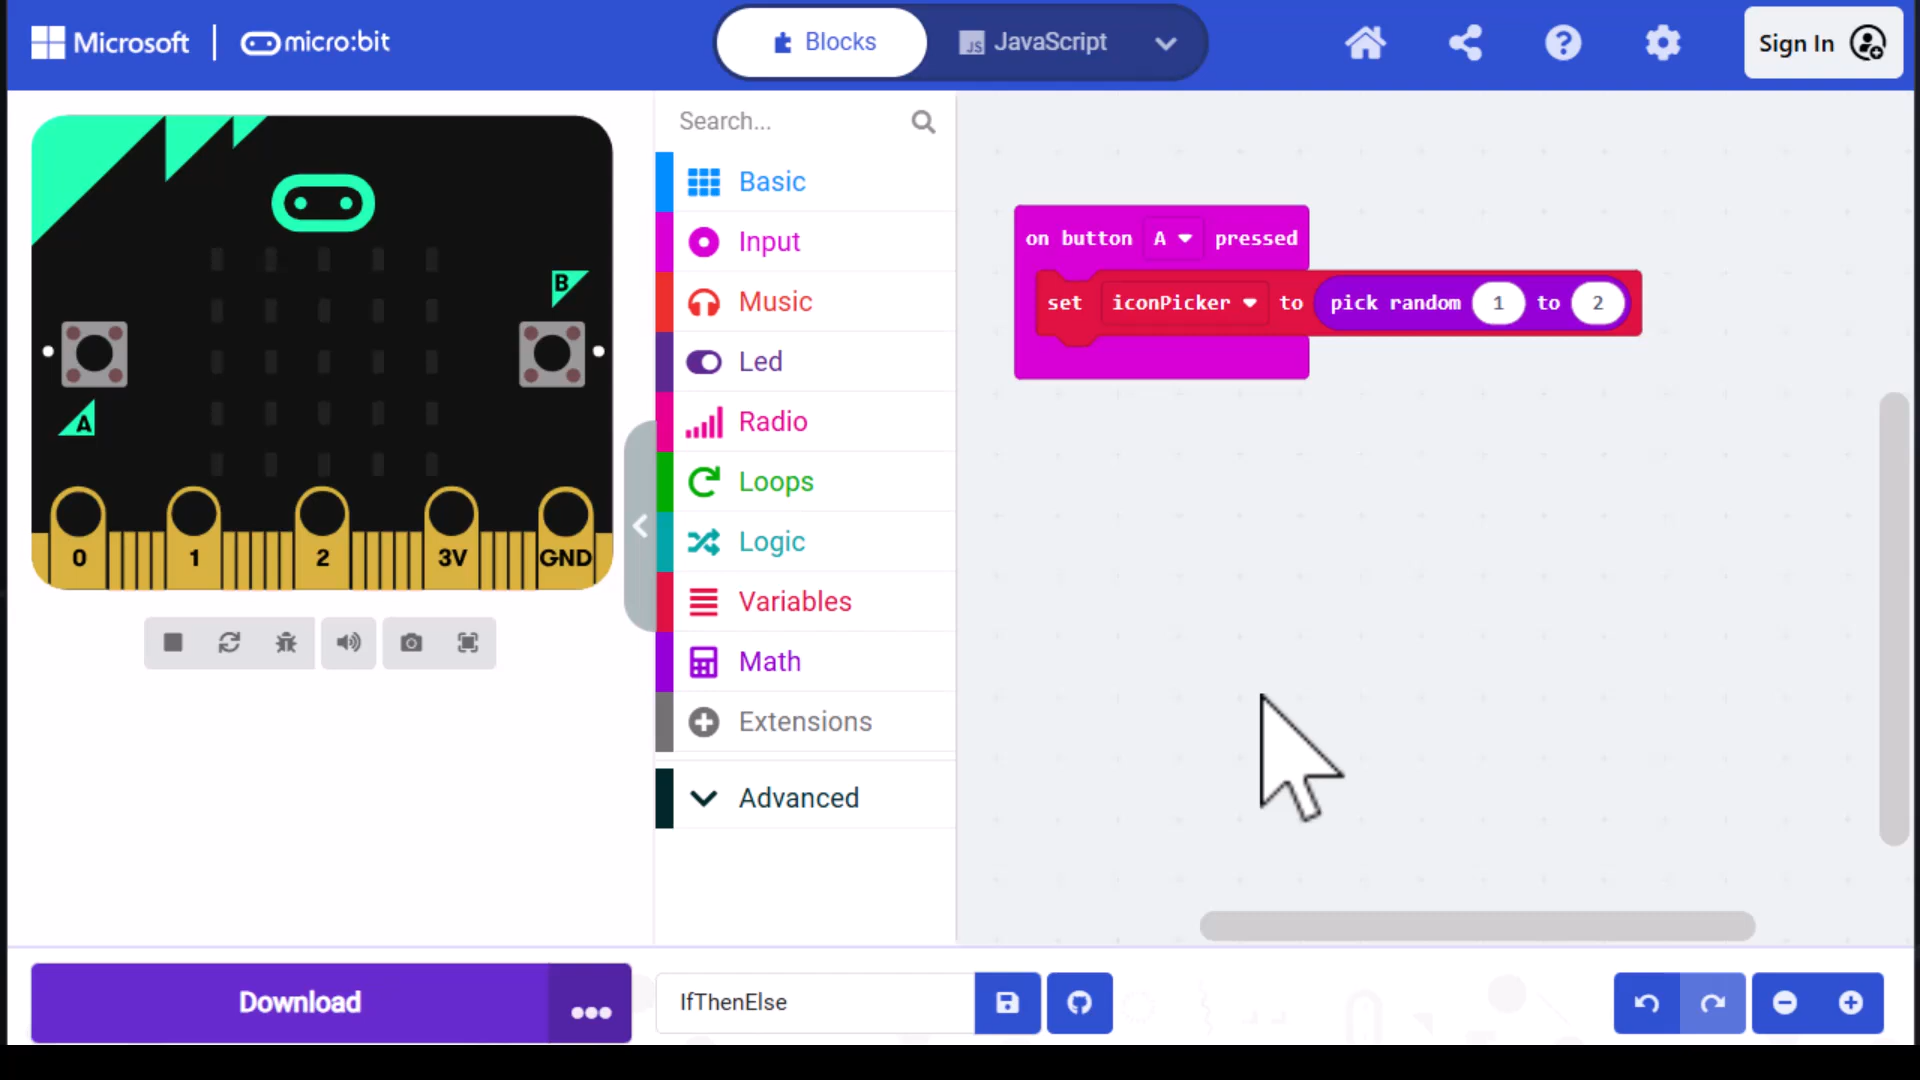 Microsoft | micro:bit
Blocks
JavaScript
Sign In
Search...
Basic
Input
Music
Led
Radio
Loops
Logic
Variables
Math
Extensions
Advanced
B
A
0 1 2 3V GND
on button A pressed
set iconPicker to pick random 1 to 2
Download
IfThenElse